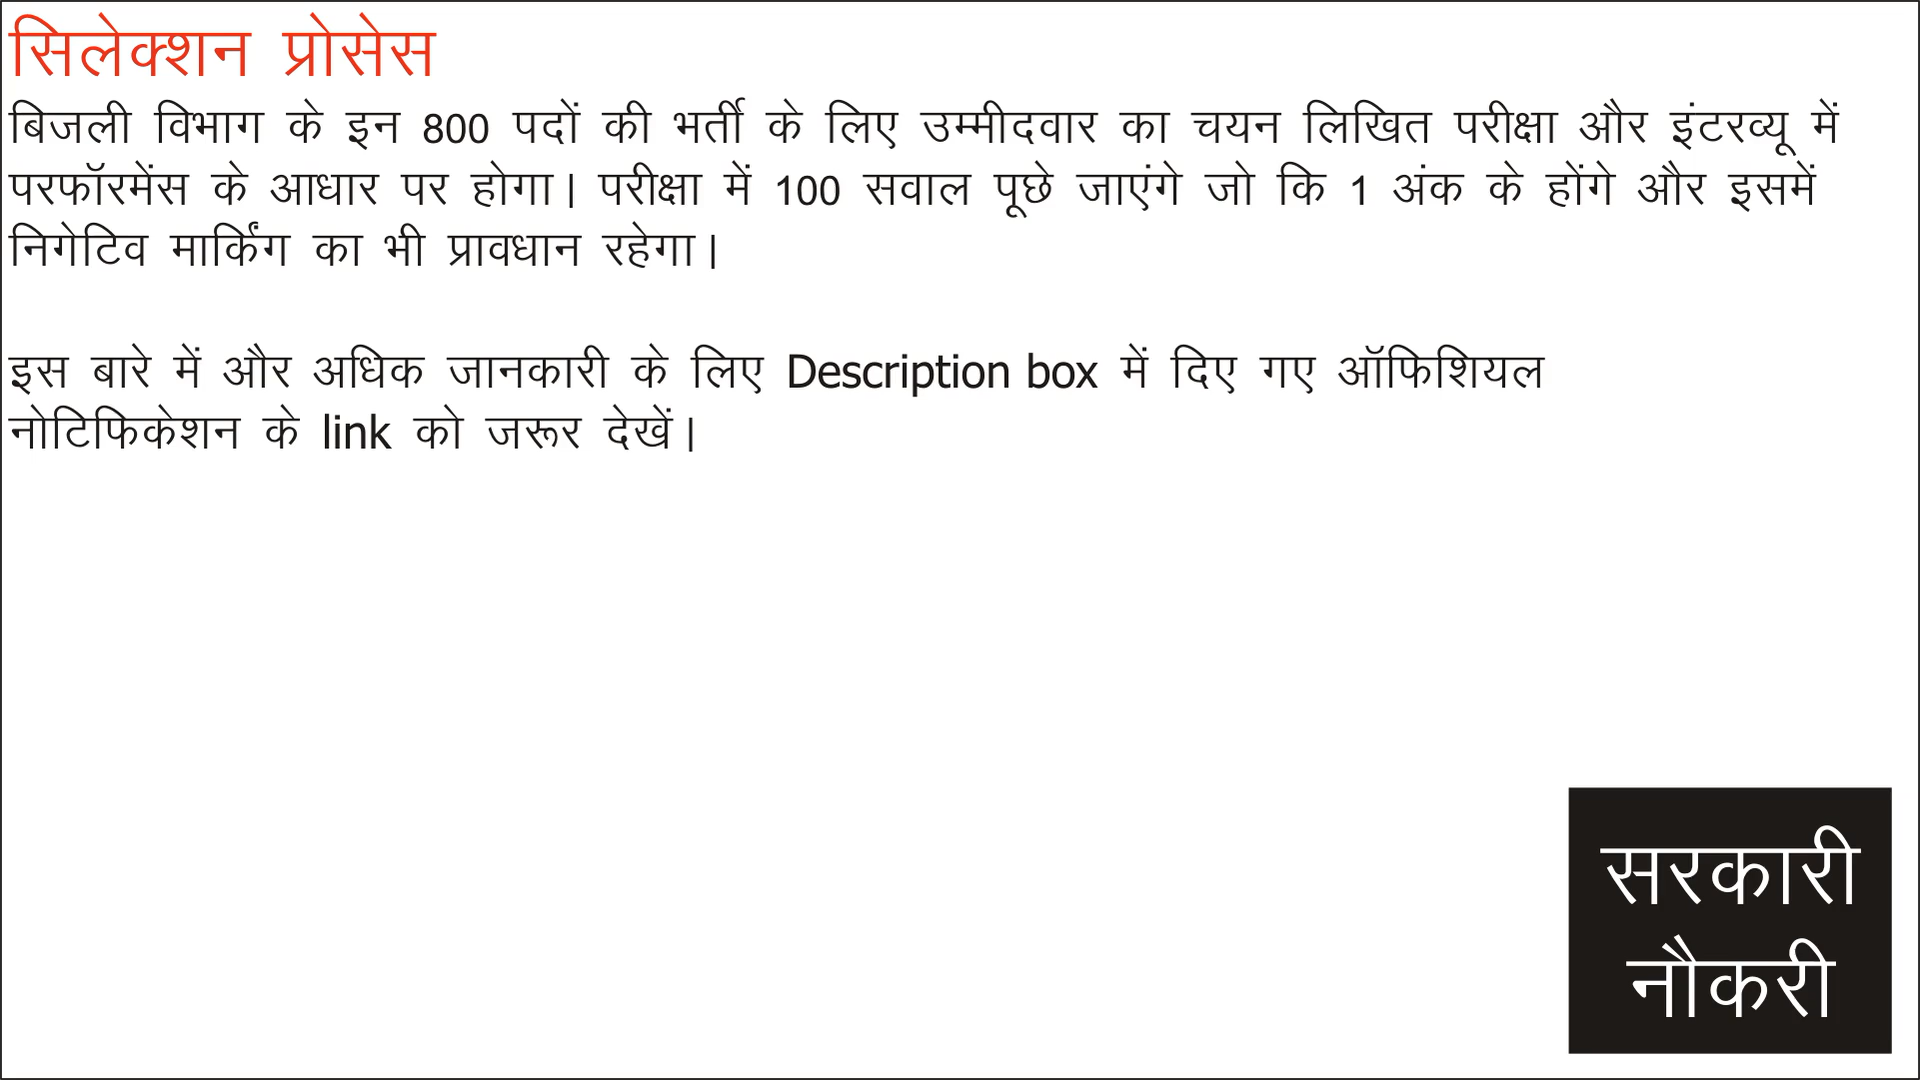 सिलेक्शन प्रोसेस
बिजली विभाग के इन 800 पदों की भर्ती के लिए उम्मीदवार का चयन लिखित परीक्षा और इंटरव्यू में
परफॉरमेंस के आधार पर होगा। परीक्षा में 100 सवाल पूछे जाएंगे जो कि 1 अंक के होंगे और इसमें
निगेटिव मार्किंग का भी प्रावधान रहेगा।
इस बारे में और अधिक जानकारी के लिए Description box में दिए गए ऑफिशियल
नोटिफिकेशन के link को जरूर देखें।
सरकारी
नौकरी